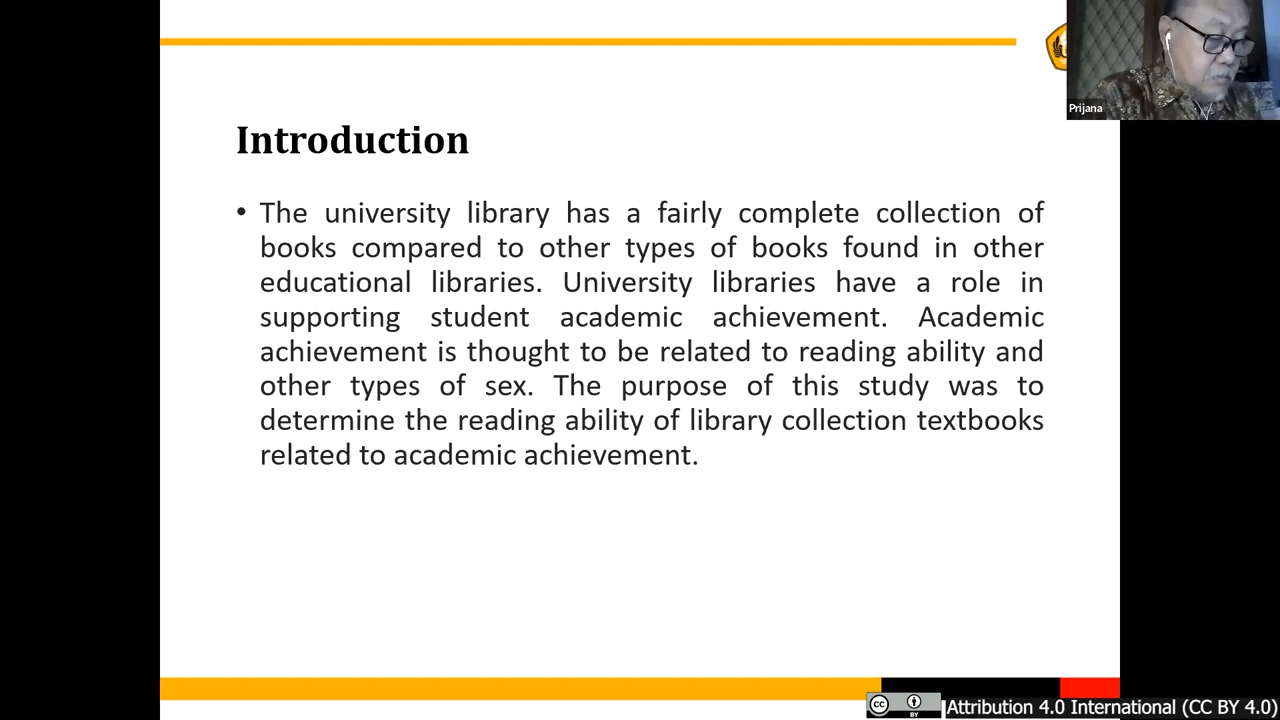 Prijana
Introduction
• The university library has a fairly complete collection of
books compared to other types of books found in other
educational libraries. University libraries have a role in
supporting student academic achievement. Academic
achievement is thought to be related to reading ability and
other types of sex. The purpose of this study was to
determine the reading ability of library collection textbooks
related to academic achievement.
cc BY Attribution 4.0 International (CC BY 4.0)